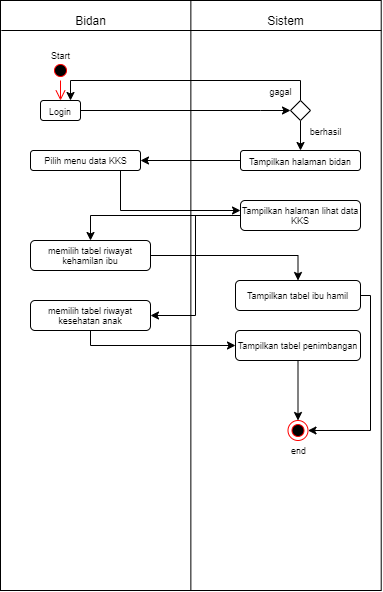 Bidan
Sistem
Start
gagal
Login
berhasil
Pilih menu data KKS
Tampilkan halaman bidan
Tampilkan halaman lihat data
KKS
memilih tabel riwayat
kehamilan ibu
Tampilkan tabel ibu hamil
memilih tabel riwayat
kesehatan anak
Tampilkan tabel penimbangan
end